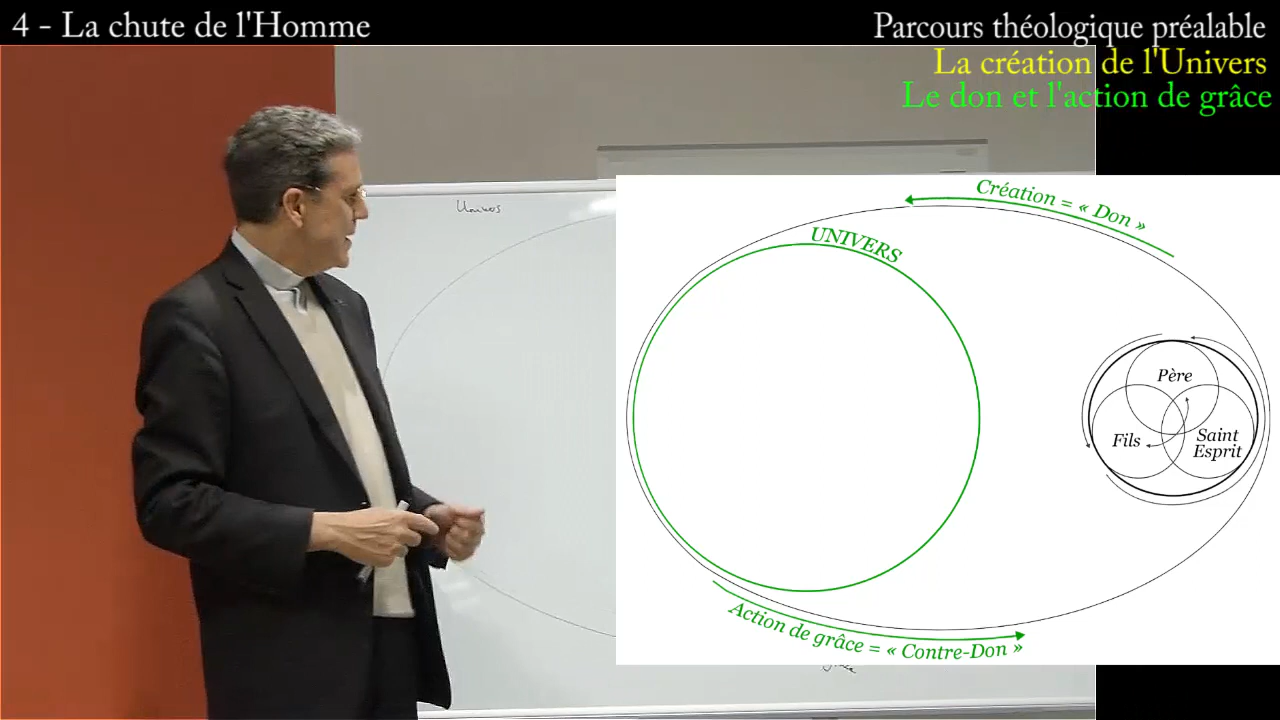 4 - La chute de l'Homme
Parcours théologique préalable
La création de l'Univers
Le don et l'action de grâce
Création = « Don »
UNIVERS
Père
Fils
Saint
Esprit
Action de grâce = « Contre-Don »